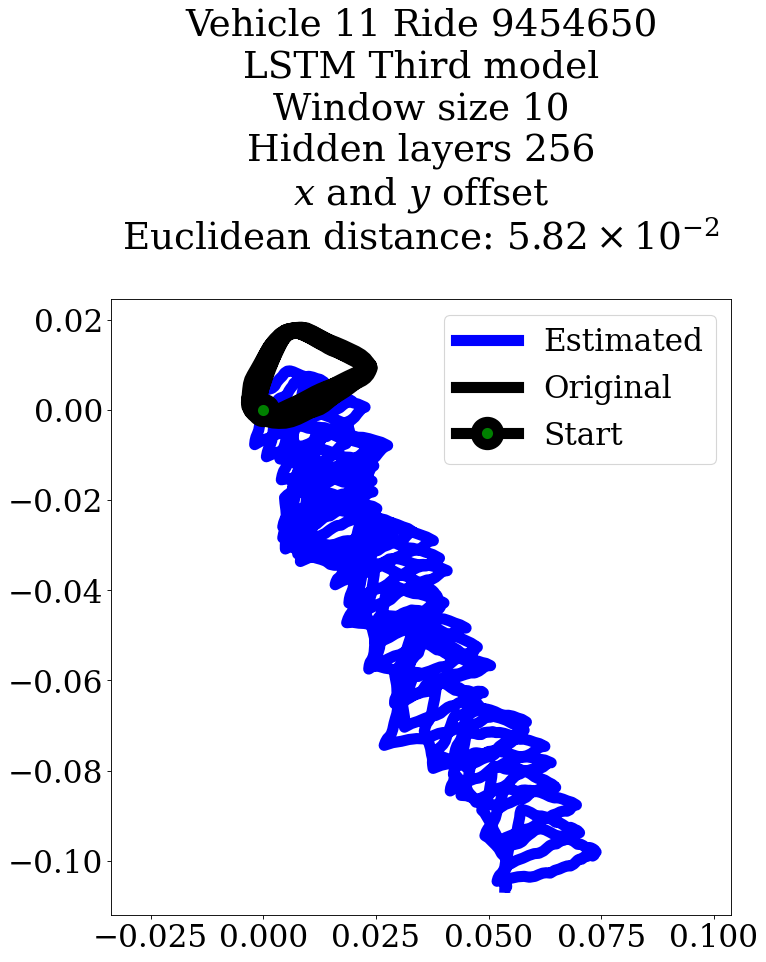 Vehicle 11 Ride 9454650
LSTM Third model
Window size 10
Hidden layers 256
x and y offset
Euclidean distance: 5.82 × 10⁻²
Estimated
Original
Start
0.02
0.00
−0.02
−0.04
−0.06
−0.08
−0.10
−0.025 0.000 0.025 0.050 0.075 0.100